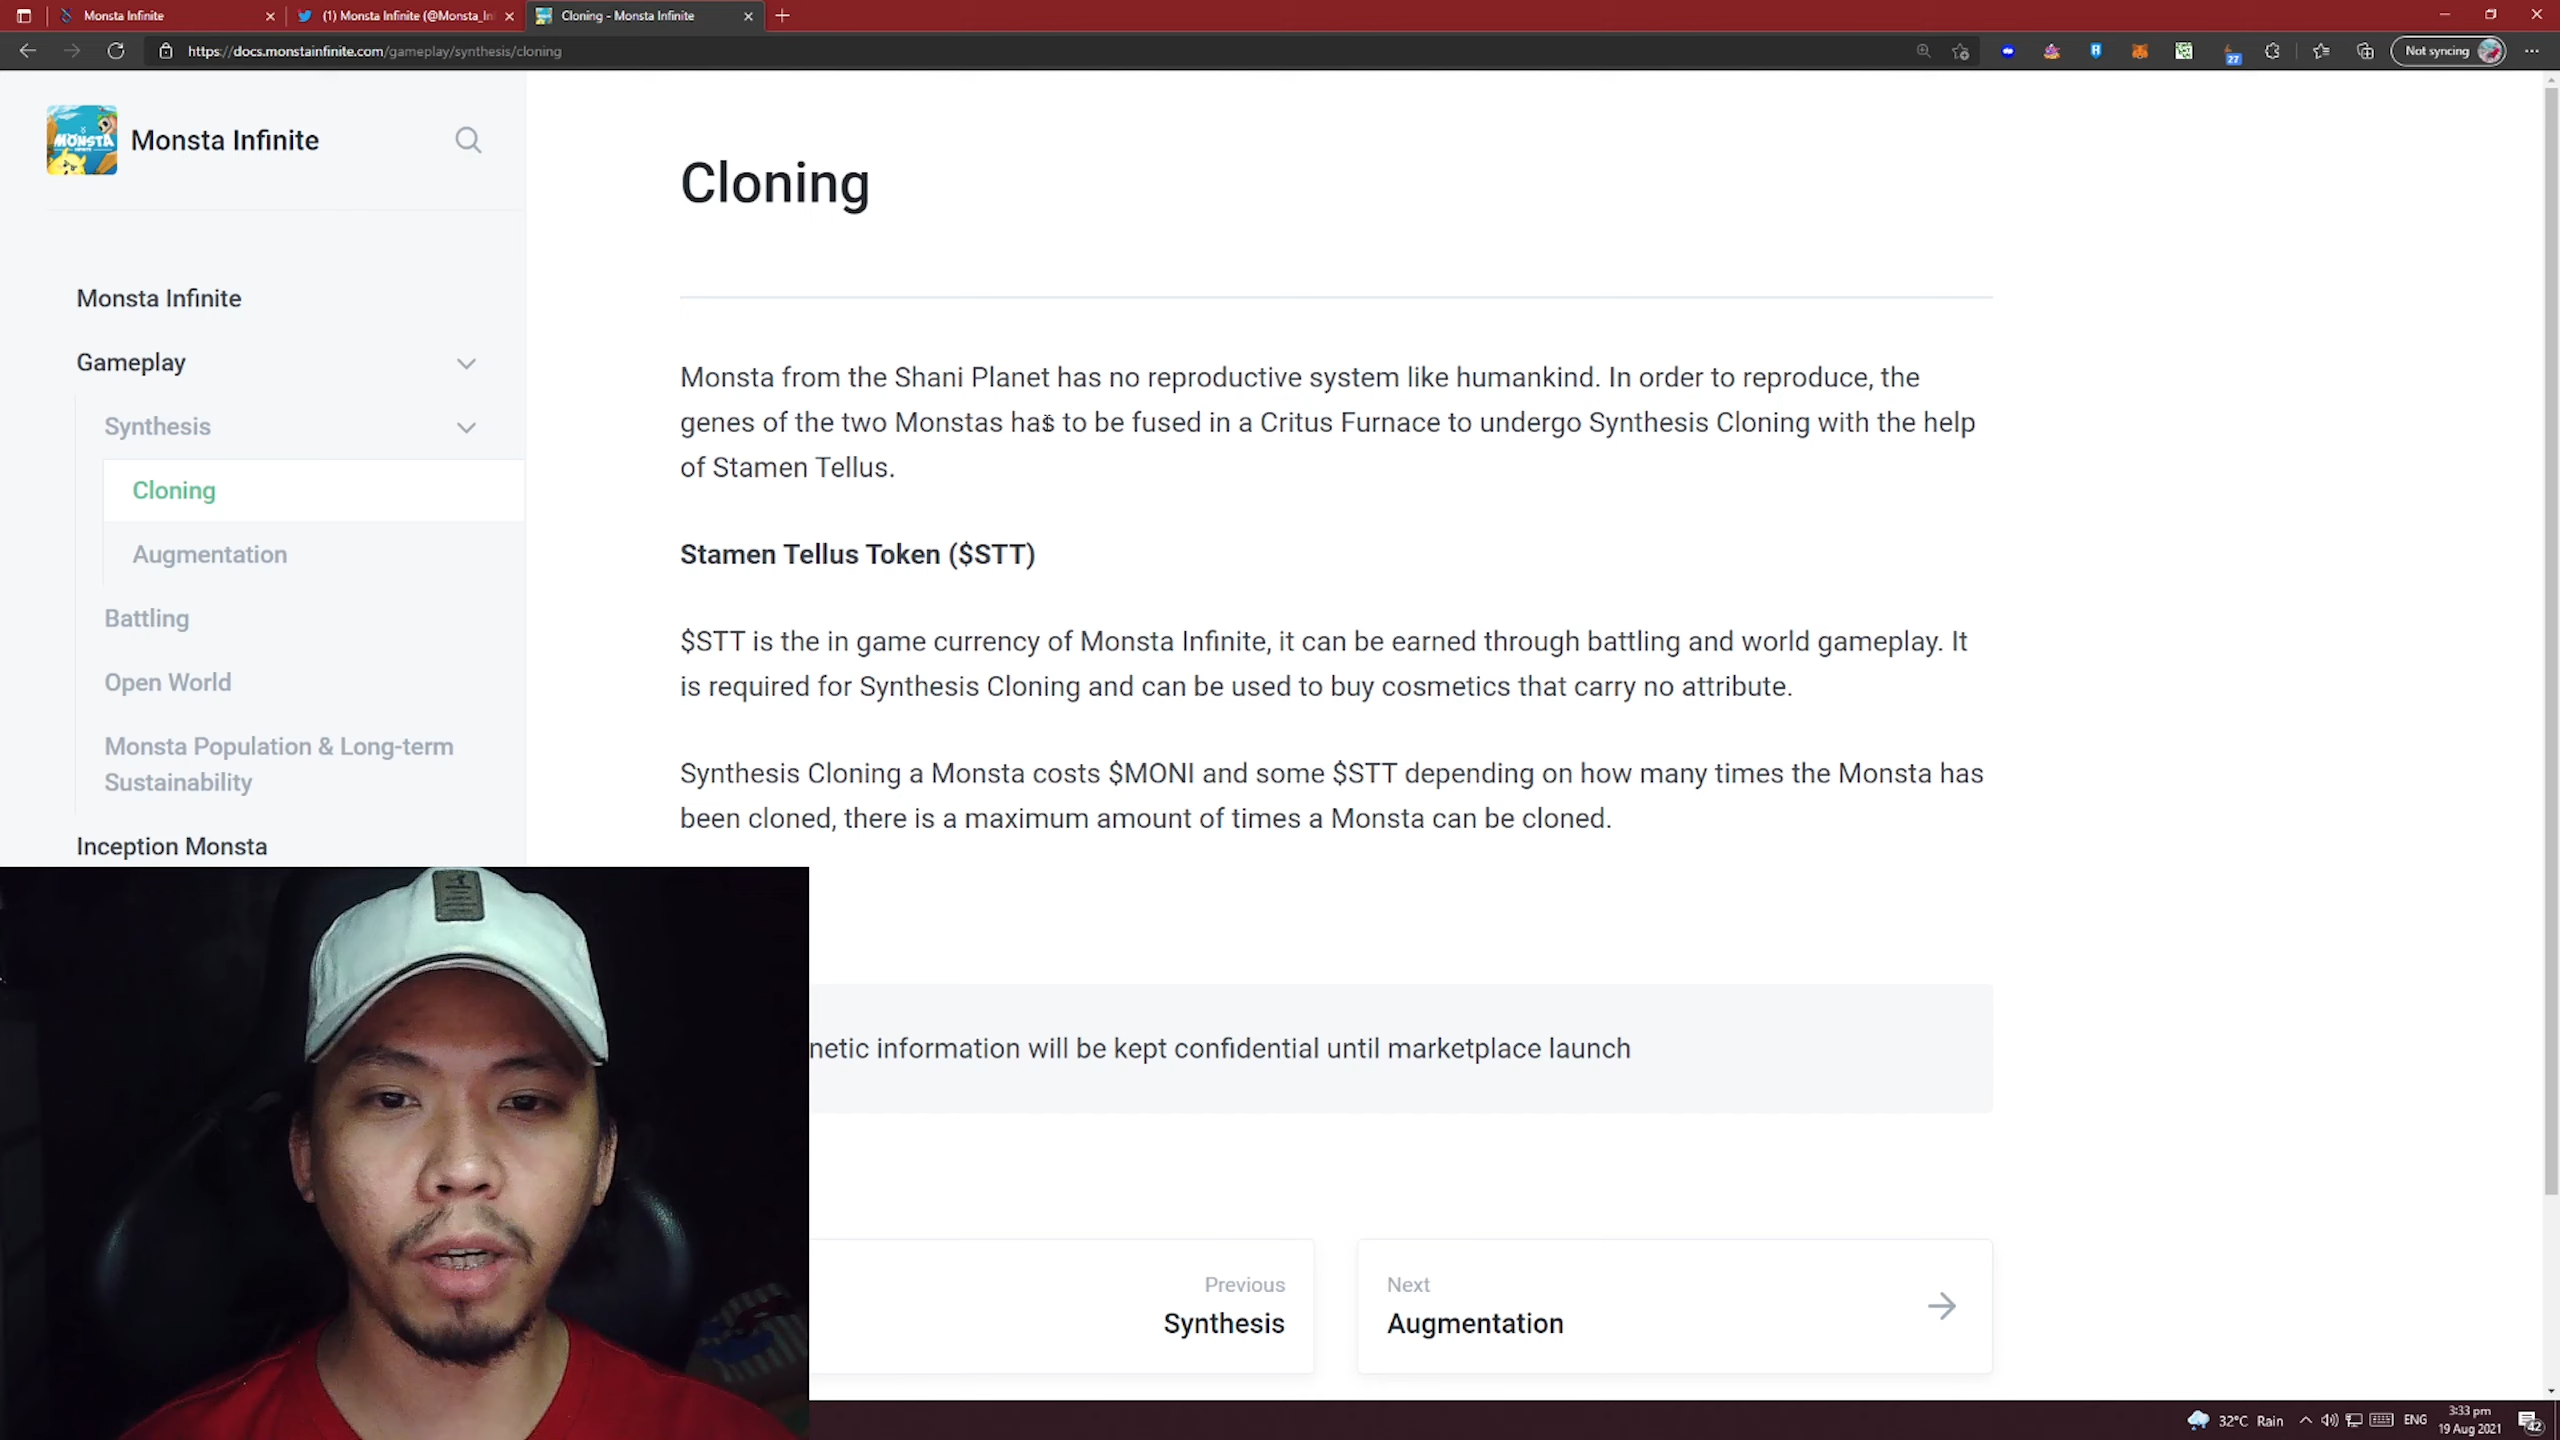 Monsta Infinite
(1) Monsta Infinite (@Monsta_In
Cloning - Monsta Infinite
https://docs.monstainfinite.com/gameplay/synthesis/cloning
27
Not syncing
MONSTA
Monsta Infinite
Monsta Infinite
Gameplay
Synthesis
Cloning
Augmentation
Battling
Open World
Monsta Population & Long-term
Sustainability
Inception Monsta
Cloning
Monsta from the Shani Planet has no reproductive system like humankind. In order to reproduce, the
genes of the two Monstas has to be fused in a Critus Furnace to undergo Synthesis Cloning with the help
of Stamen Tellus.
Stamen Tellus Token ($STT)
$STT is the in game currency of Monsta Infinite, it can be earned through battling and world gameplay. It
is required for Synthesis Cloning and can be used to buy cosmetics that carry no attribute.
Synthesis Cloning a Monsta costs $MONI and some $STT depending on how many times the Monsta has
been cloned, there is a maximum amount of times a Monsta can be cloned.
netic information will be kept confidential until marketplace launch
Previous
Synthesis
Next
Augmentation
32°C Rain
ENG
3:33 pm
19 Aug 2021
42